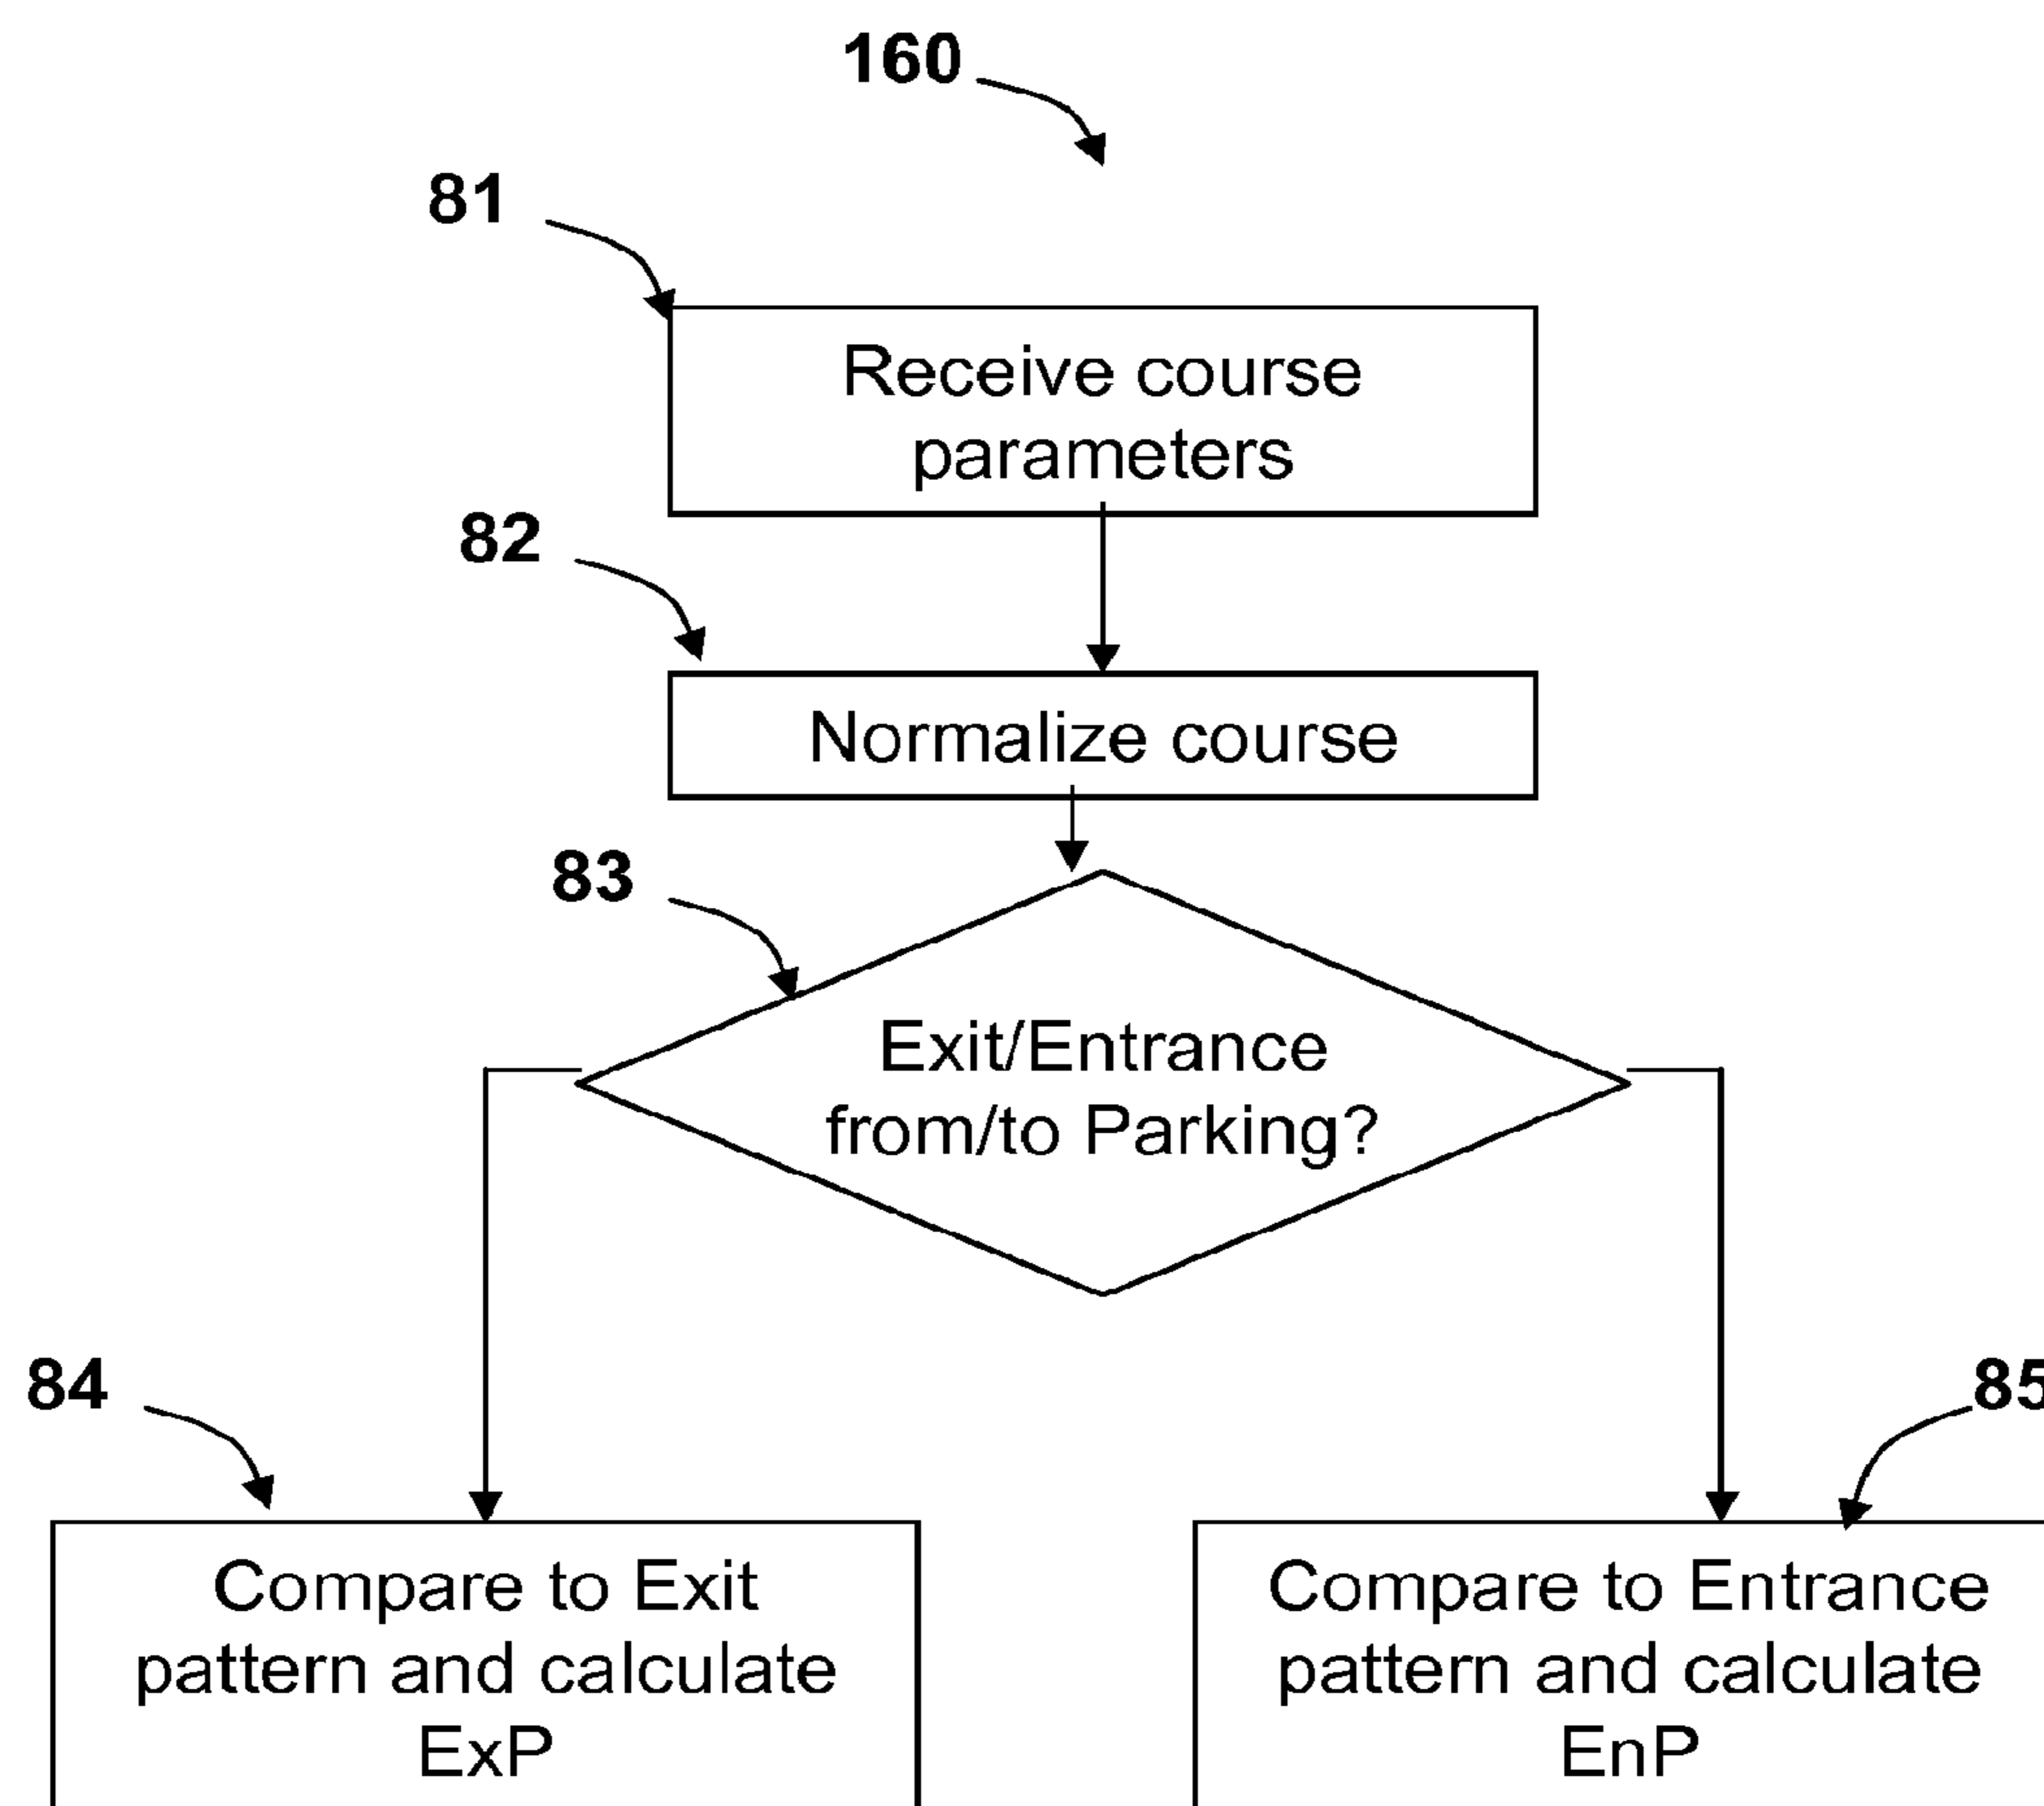 160
81
Receive course
parameters
82
Normalize course
83
Exit/Entrance
from/to Parking?
84
85
Compare to Exit
pattern and calculate
ExP
Compare to Entrance
pattern and calculate
EnP